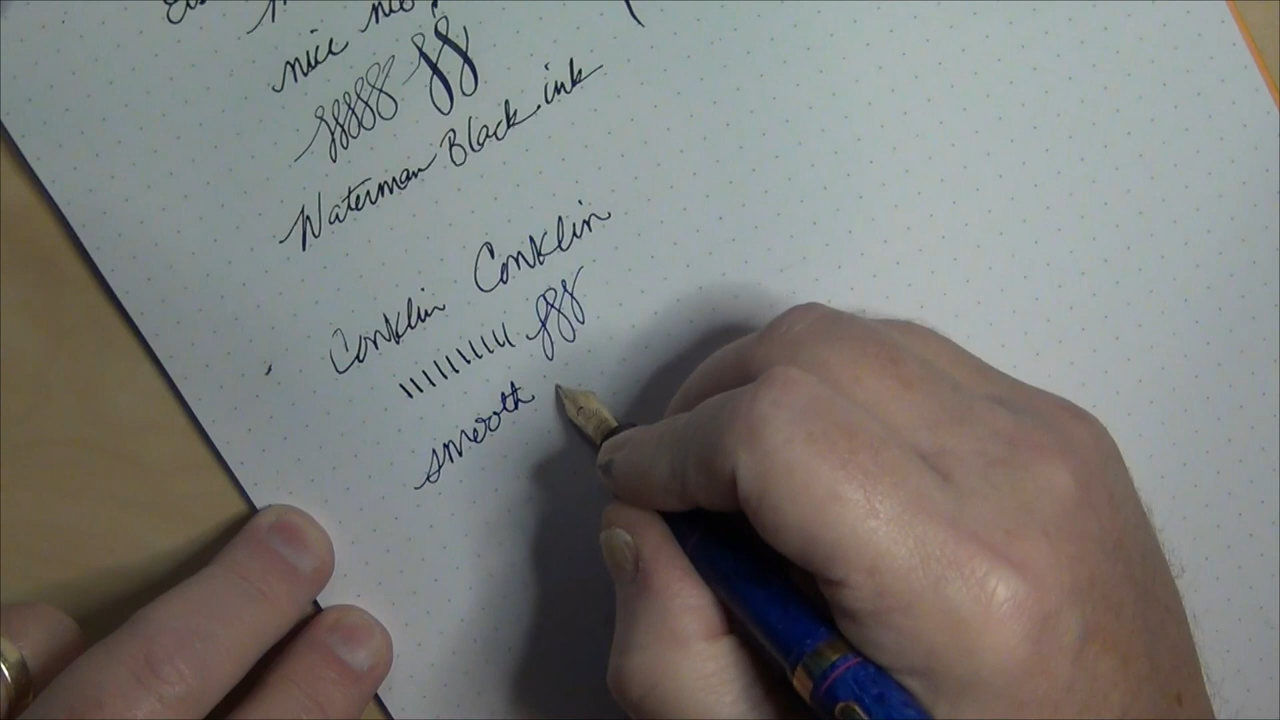 nice
Waterman Black ink
Conklin Conklin
smooth